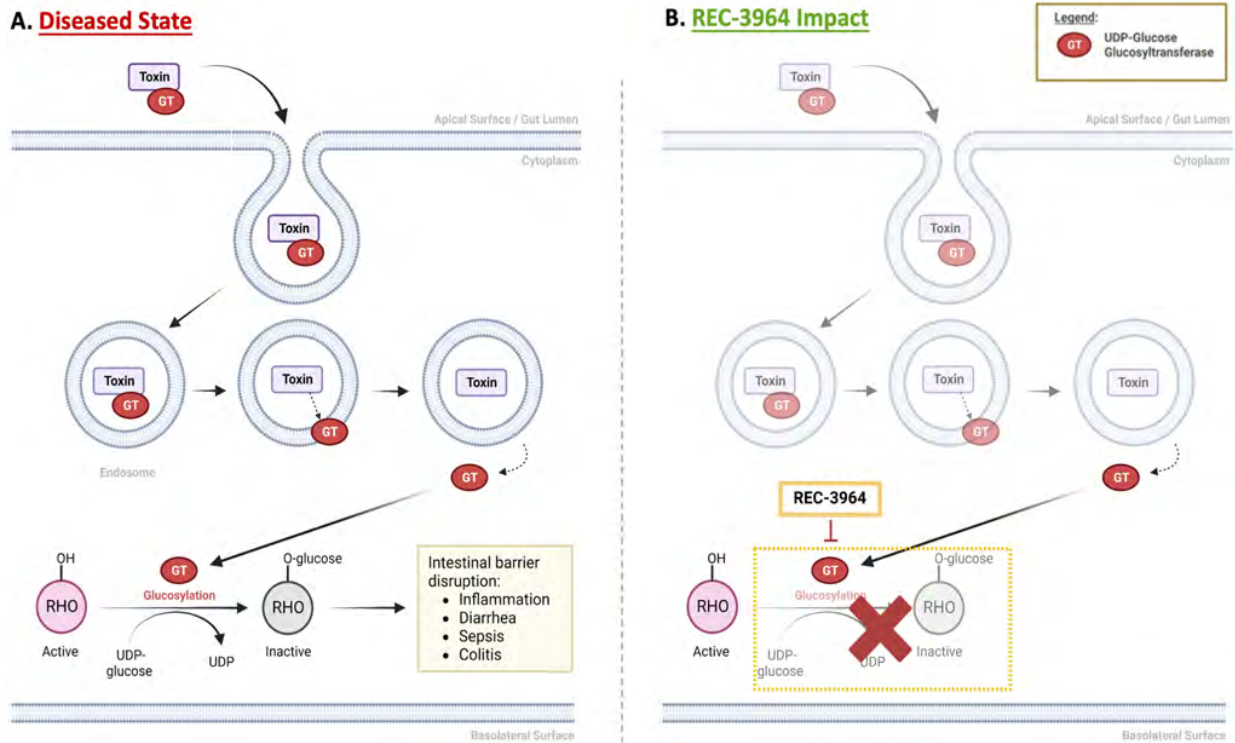 A. Diseased State
Toxin
GT
Apical Surface / Gut Lumen
Cytoplasm
Toxin
GT
Toxin
GT
Toxin
GT
Toxin
Endosome
GT
OH
RHO
Active
GT
Glucosylation
UDP-
glucose
UDP
O-glucose
RHO
Inactive
Intestinal barrier
disruption:
• Inflammation
• Diarrhea
• Sepsis
• Colitis
Basolateral Surface
B. REC-3964 Impact
Legend:
GT
UDP-Glucose
Glucosyltransferase
Toxin
GT
Apical Surface / Gut Lumen
Cytoplasm
Toxin
GT
Toxin
GT
Toxin
GT
Toxin
GT
REC-3964
OH
RHO
Active
GT
Glucosylation
UDP-
glucose
UDP
O-glucose
RHO
Inactive
Basolateral Surface